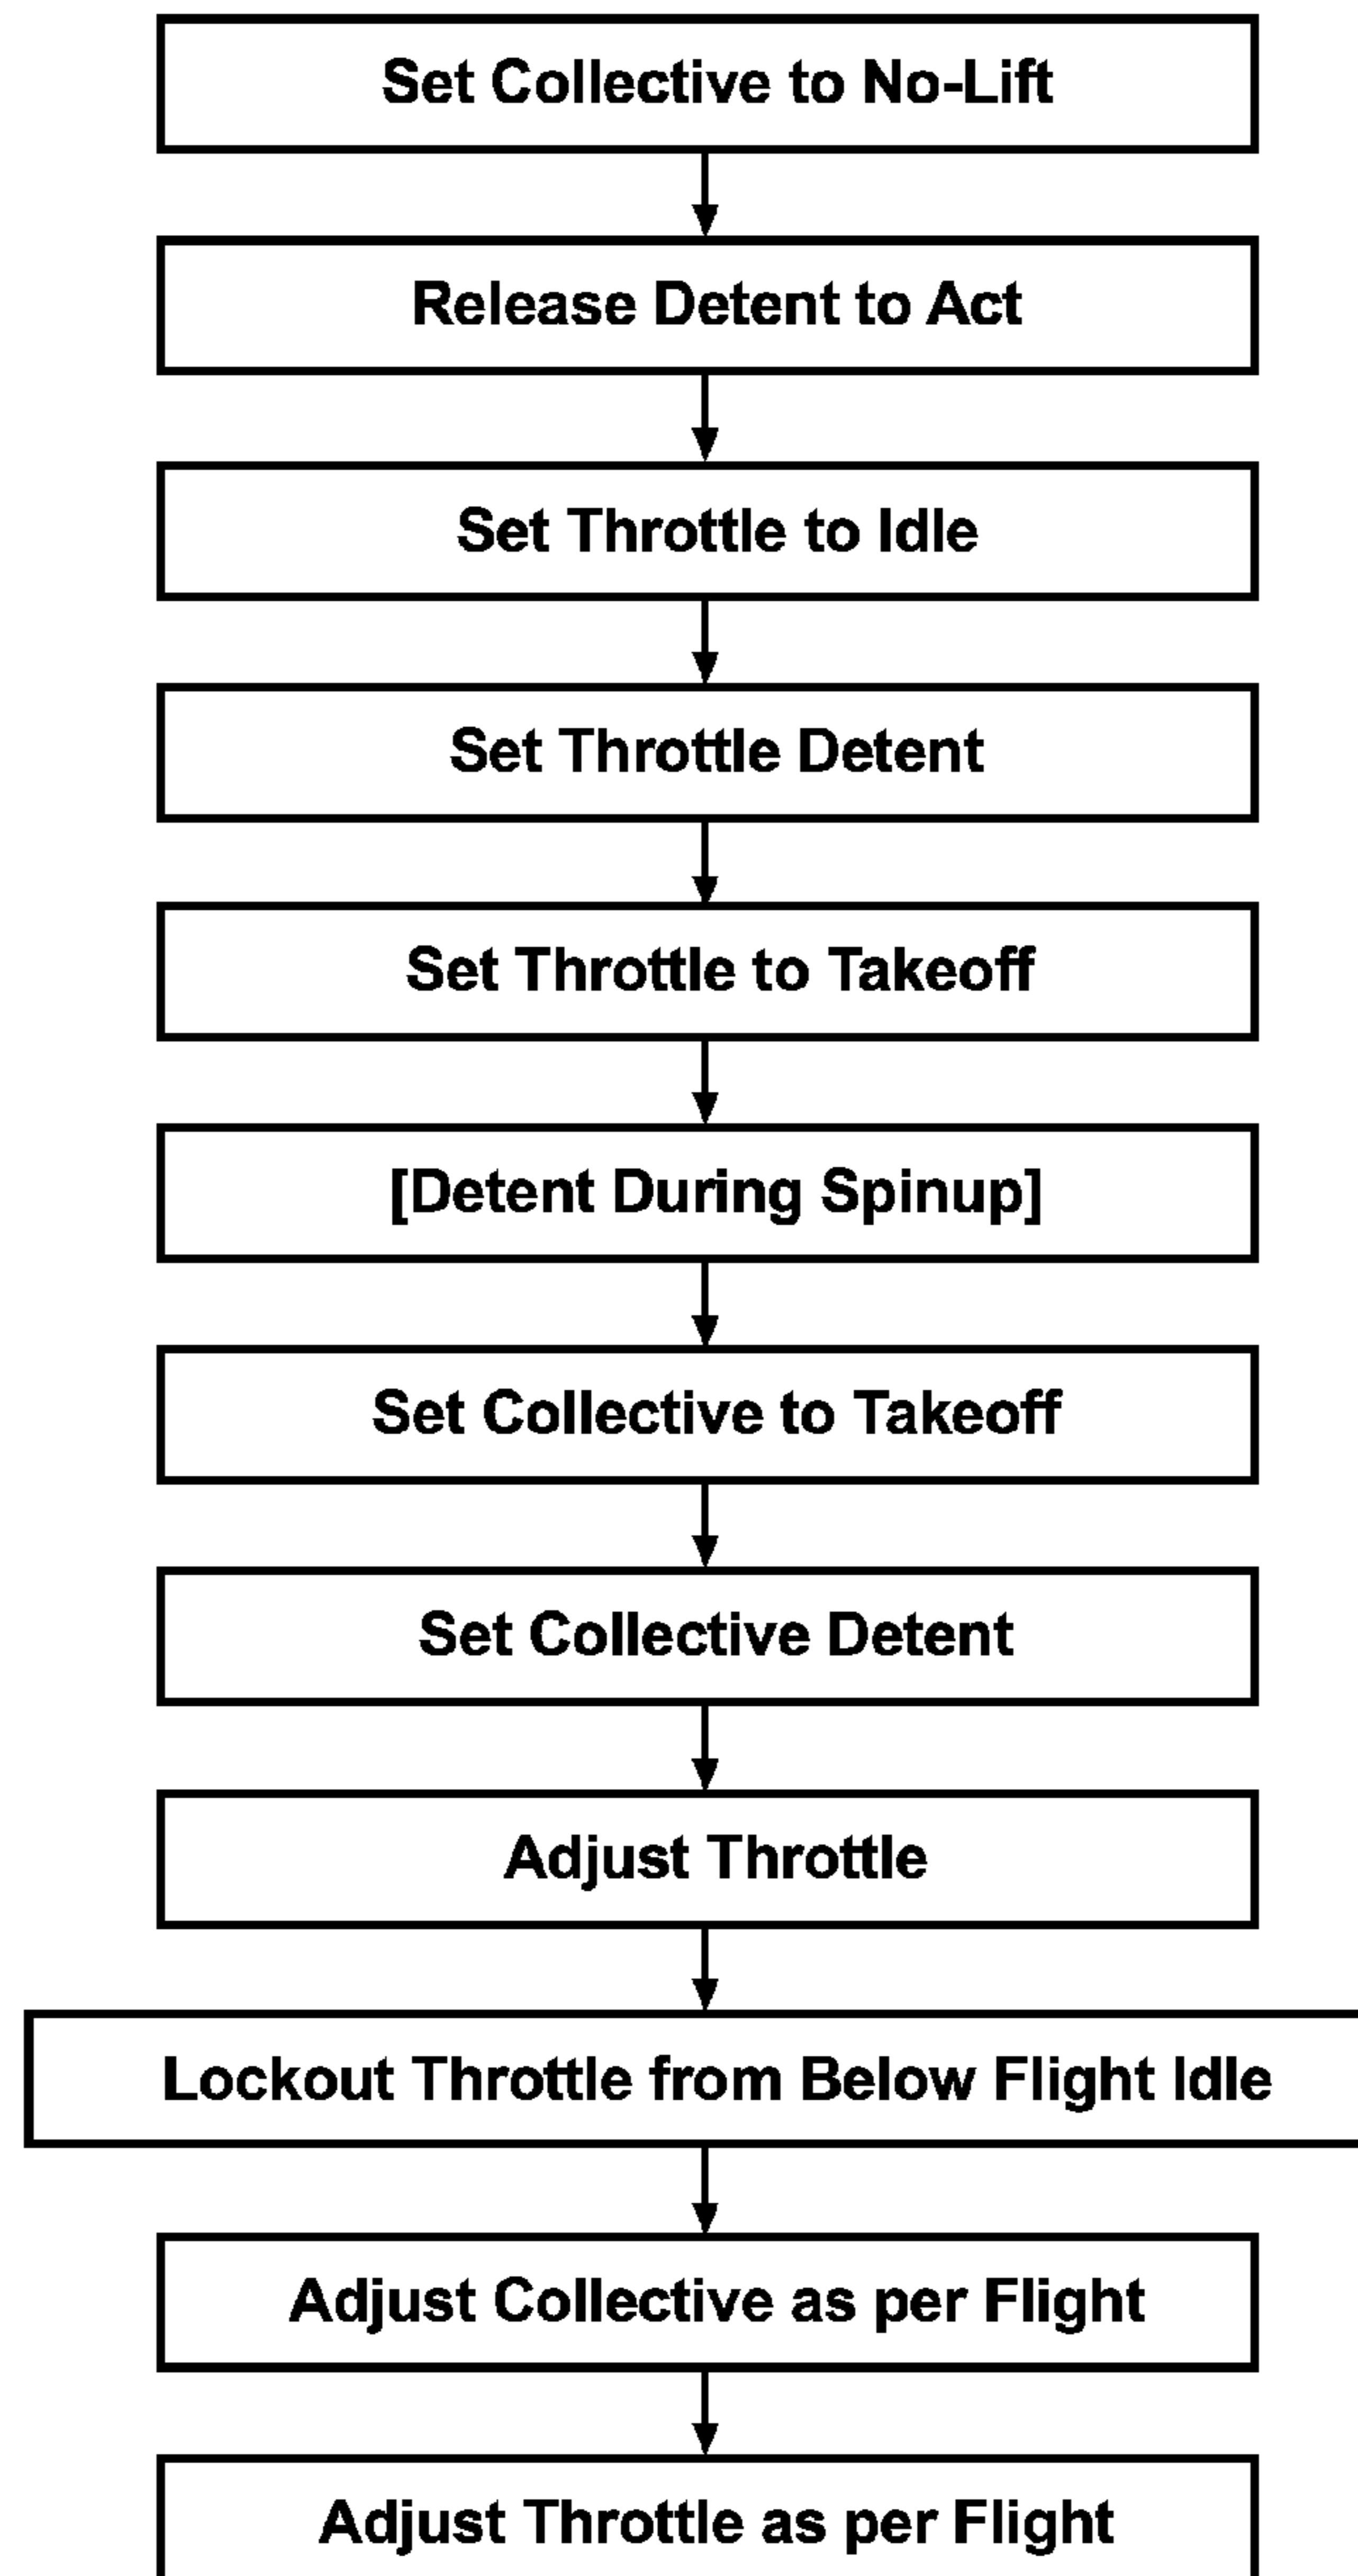 Set Collective to No-Lift
Release Detent to Act
Set Throttle to Idle
Set Throttle Detent
Set Throttle to Takeoff
[Detent During Spinup]
Set Collective to Takeoff
Set Collective Detent
Adjust Throttle
Lockout Throttle from Below Flight Idle
Adjust Collective as per Flight
Adjust Throttle as per Flight